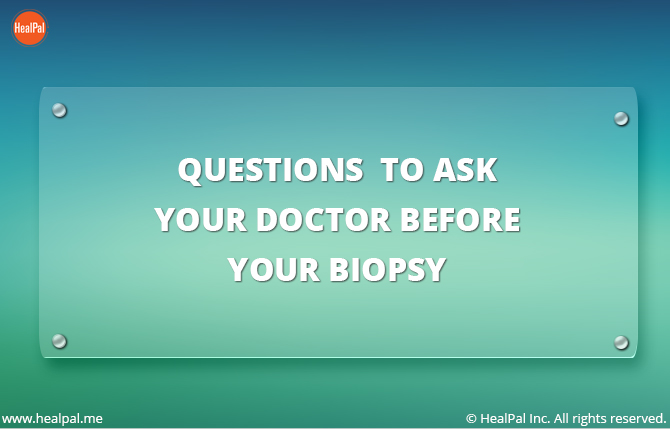 HealPal
QUESTIONS  TO ASK
YOUR DOCTOR BEFORE
YOUR BIOPSY
www.healpal.me
© HealPal Inc. All rights reserved.